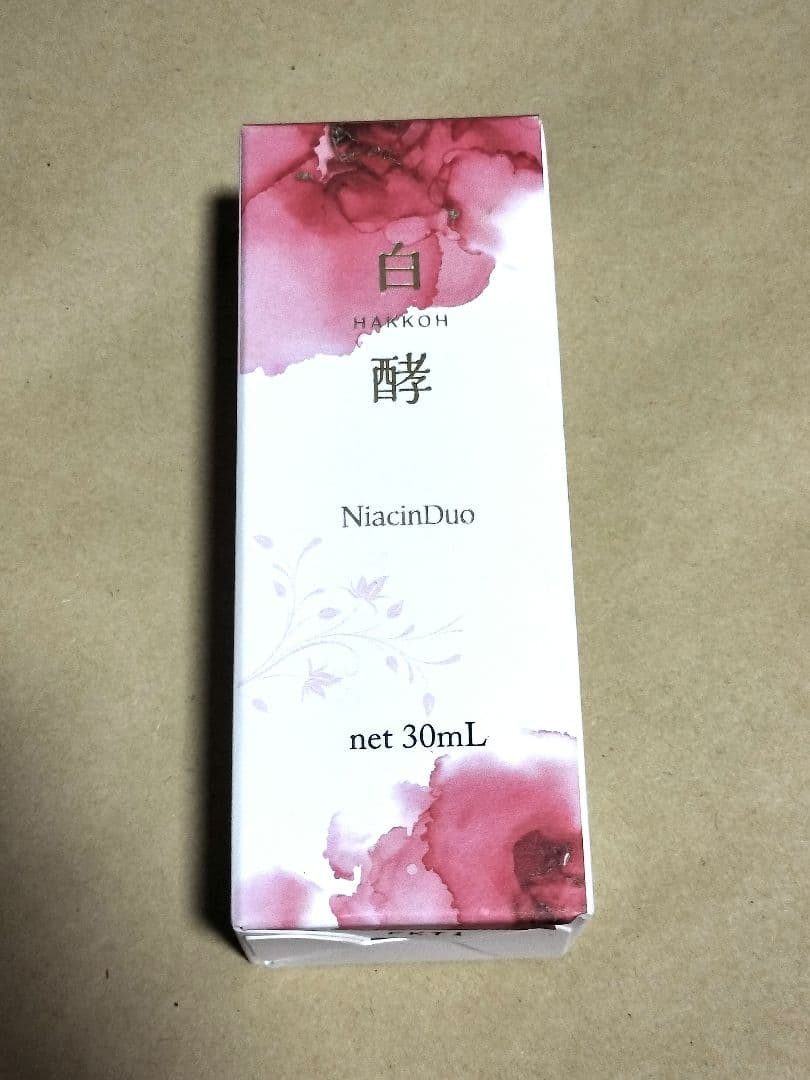 白
HAKKOH
酵
NiacinDuo
net 30mL